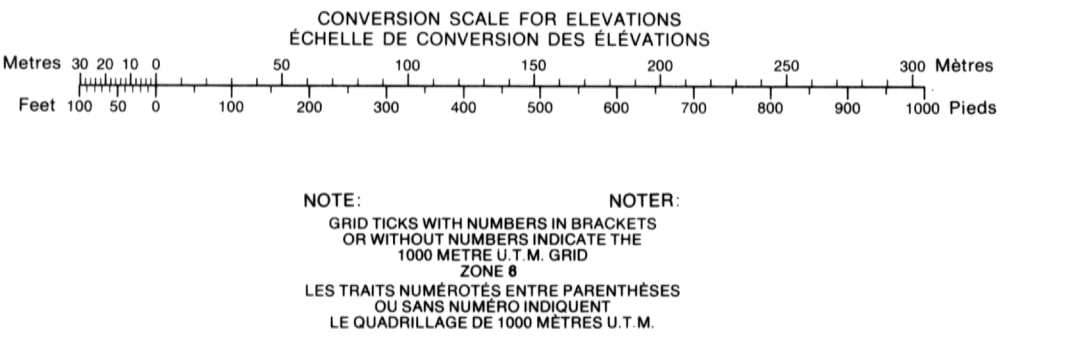 CONVERSION SCALE FOR ELEVATIONS
ÉCHELLE DE CONVERSION DES ÉLÉVATIONS
Metres 30 20 10 0 50 100 150 200 250 300 Mètres
Feet 100 50 0 100 200 300 400 500 600 700 800 900 1000 Pieds
NOTE: NOTER:
GRID TICKS WITH NUMBERS IN BRACKETS
OR WITHOUT NUMBERS INDICATE THE
1000 METRE U.T.M. GRID
ZONE 8
LES TRAITS NUMÉROTÉS ENTRE PARENTHÈSES
OU SANS NUMÉRO INDIQUENT
LE QUADRILLAGE DE 1000 MÈTRES U.T.M.